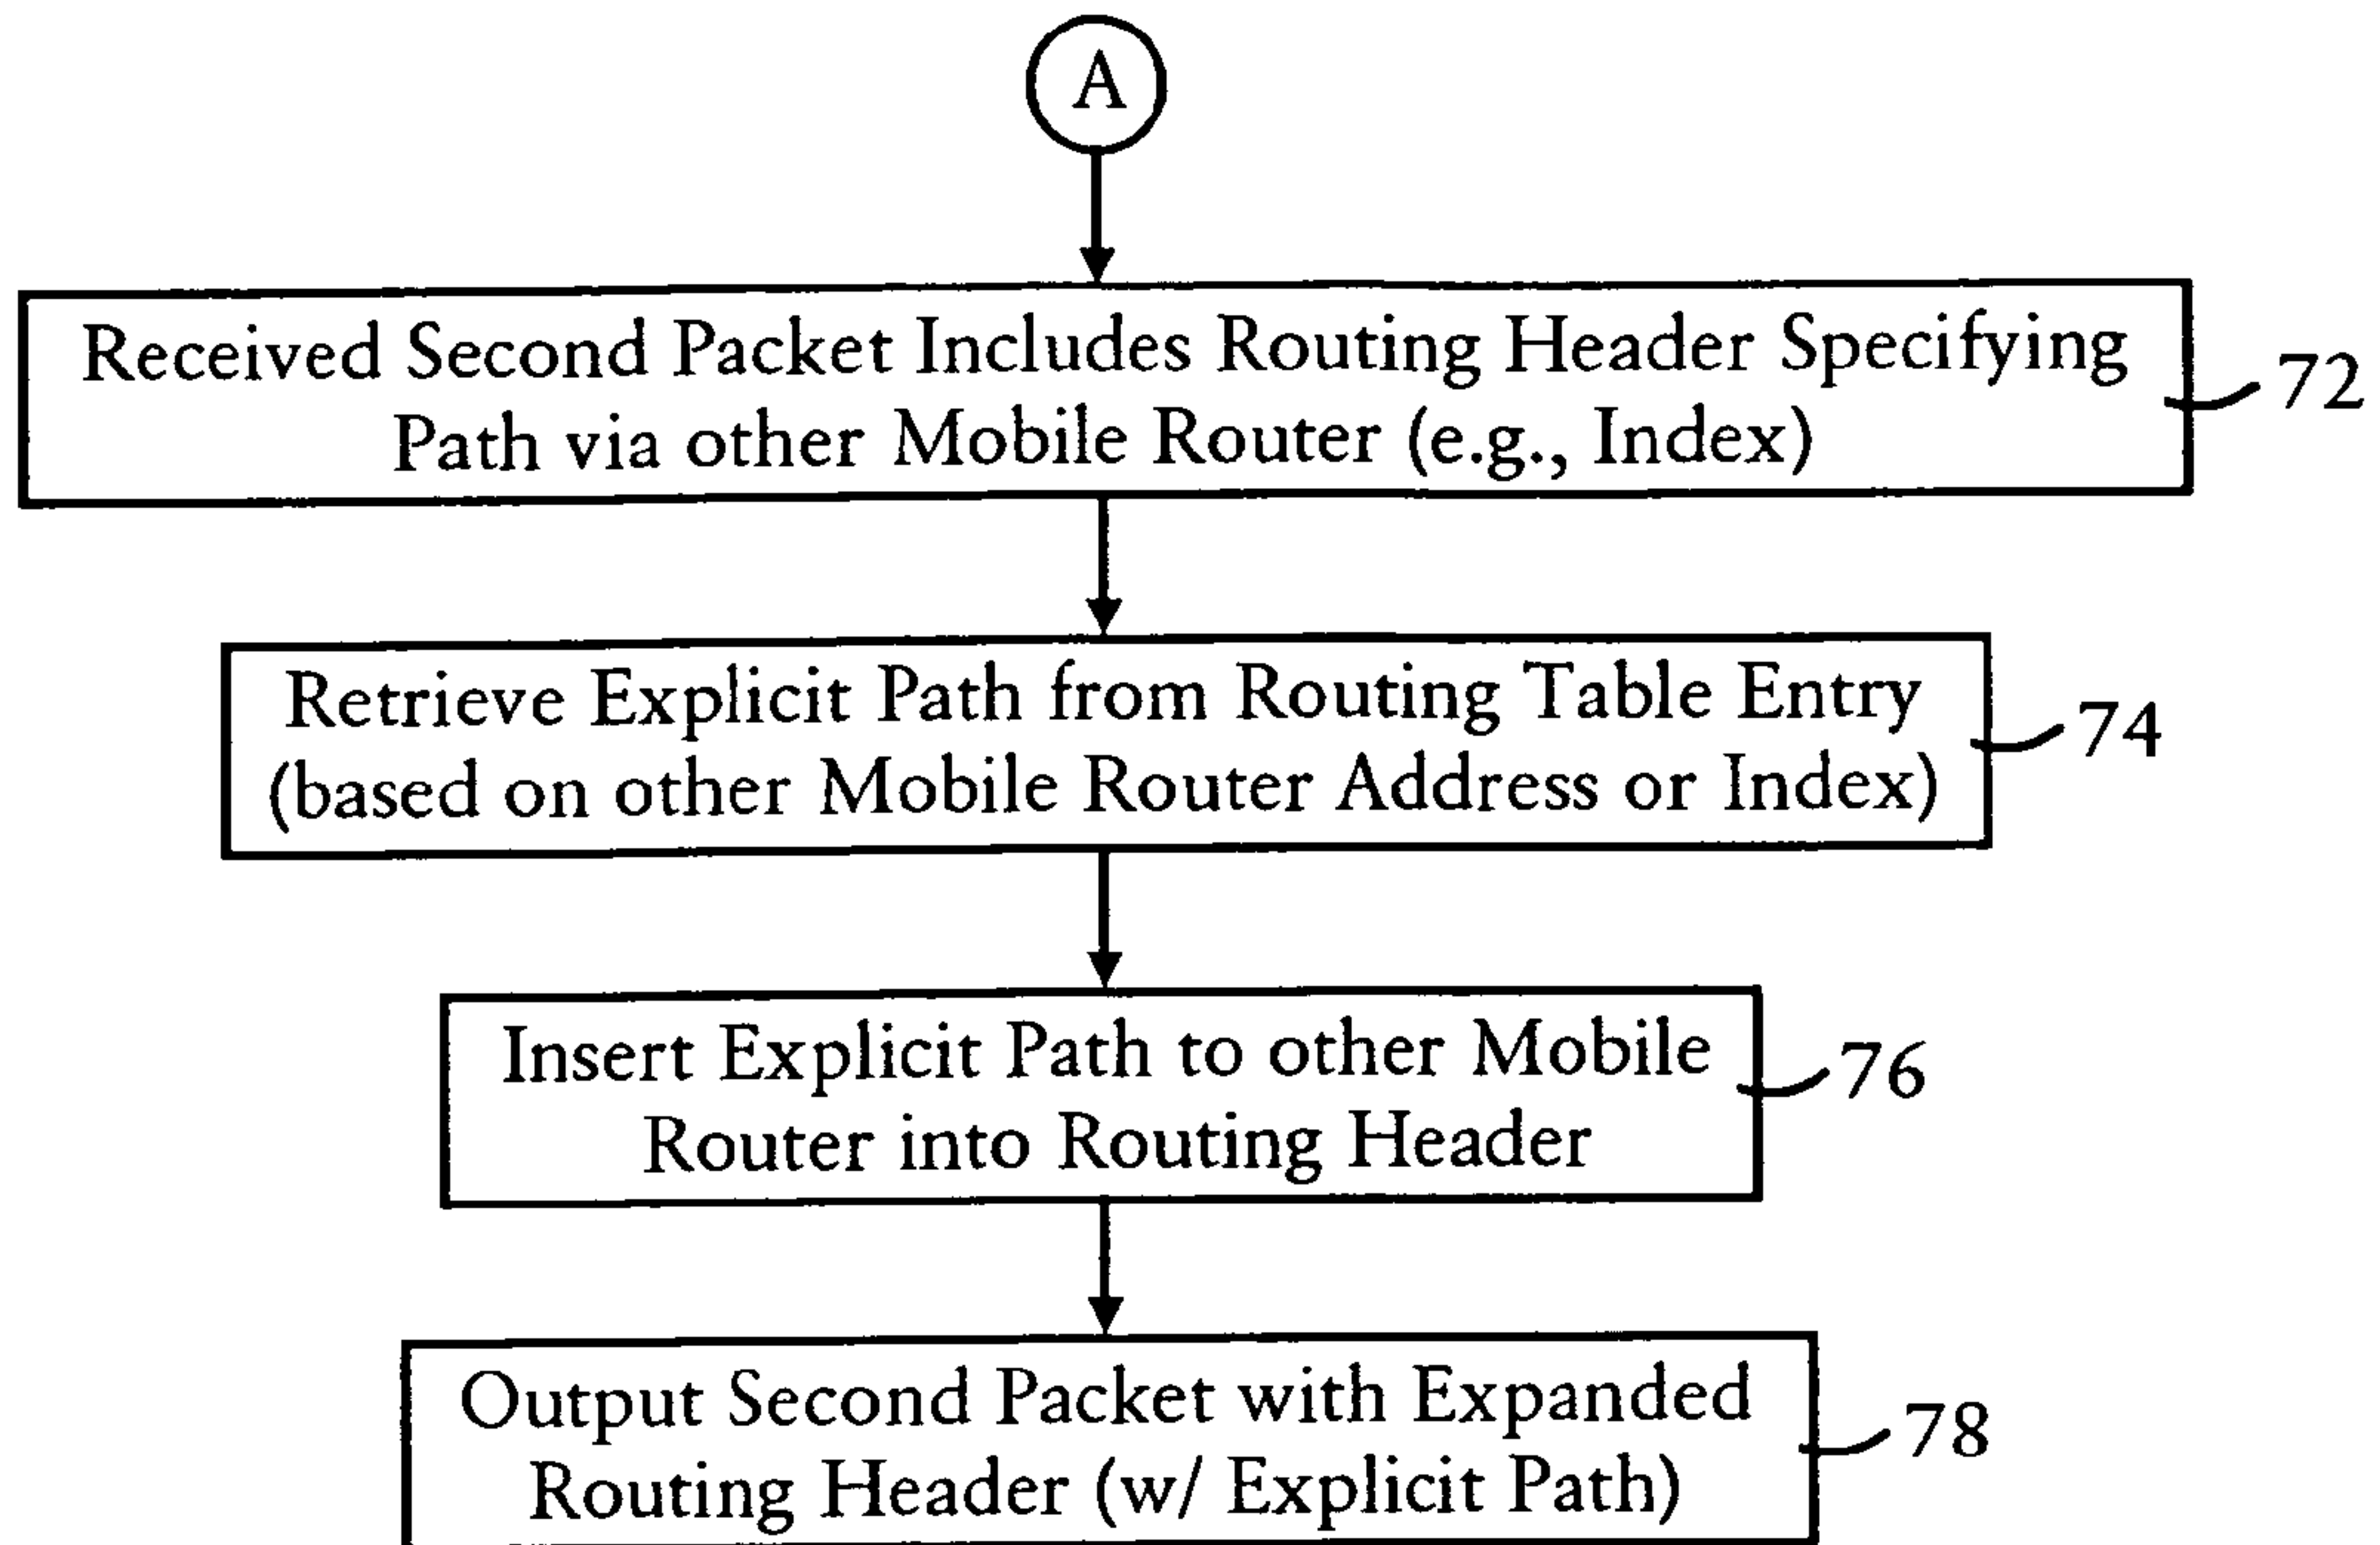 A
Received Second Packet Includes Routing Header Specifying
Path via other Mobile Router (e.g., Index)
72
Retrieve Explicit Path from Routing Table Entry
(based on other Mobile Router Address or Index)
74
Insert Explicit Path to other Mobile
Router into Routing Header
76
Output Second Packet with Expanded
Routing Header (w/ Explicit Path)
78